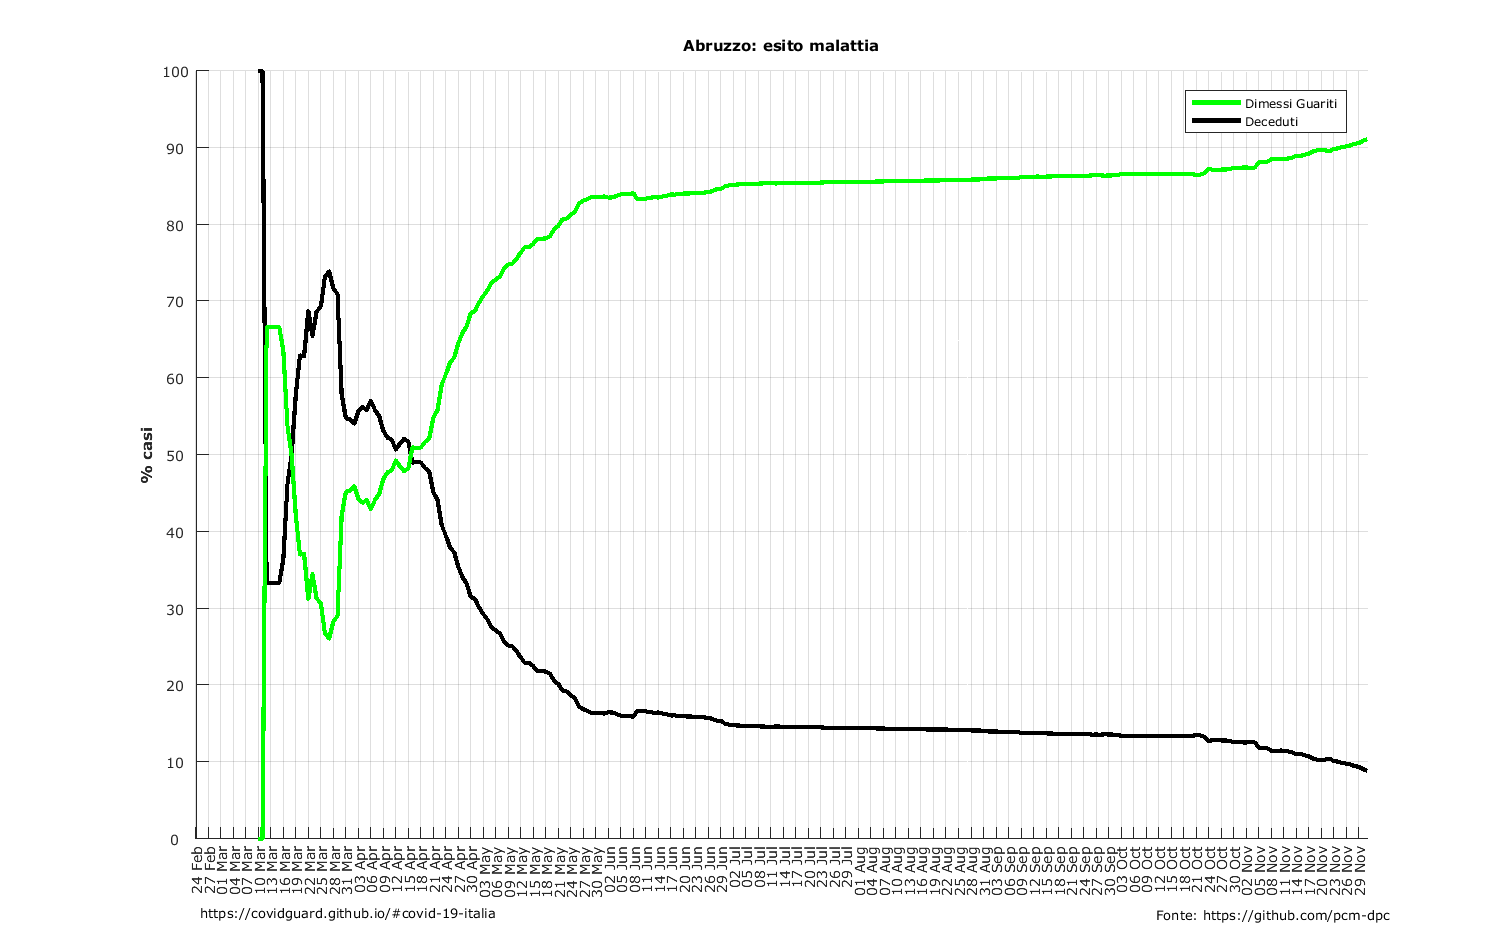 Abruzzo: esito malattia
100
90
80
70
60
50
40
30
20
10
0
% casi
Dimessi Guariti
Deceduti
24 Feb
27 Feb
01 Mar
04 Mar
07 Mar
10 Mar
13 Mar
16 Mar
19 Mar
22 Mar
25 Mar
28 Mar
31 Mar
03 Apr
06 Apr
09 Apr
12 Apr
15 Apr
18 Apr
21 Apr
24 Apr
27 Apr
30 Apr
03 May
06 May
09 May
12 May
15 May
18 May
21 May
24 May
27 May
30 May
02 Jun
05 Jun
08 Jun
11 Jun
14 Jun
17 Jun
20 Jun
23 Jun
26 Jun
29 Jun
02 Jul
05 Jul
08 Jul
11 Jul
14 Jul
17 Jul
20 Jul
23 Jul
26 Jul
29 Jul
01 Aug
04 Aug
07 Aug
10 Aug
13 Aug
16 Aug
19 Aug
22 Aug
25 Aug
28 Aug
31 Aug
03 Sep
06 Sep
09 Sep
12 Sep
15 Sep
18 Sep
21 Sep
24 Sep
27 Sep
30 Sep
03 Oct
06 Oct
09 Oct
12 Oct
15 Oct
18 Oct
21 Oct
24 Oct
27 Oct
30 Oct
02 Nov
05 Nov
08 Nov
11 Nov
14 Nov
17 Nov
20 Nov
23 Nov
26 Nov
29 Nov
https://covidguard.github.io/#covid-19-italia
Fonte: https://github.com/pcm-dpc